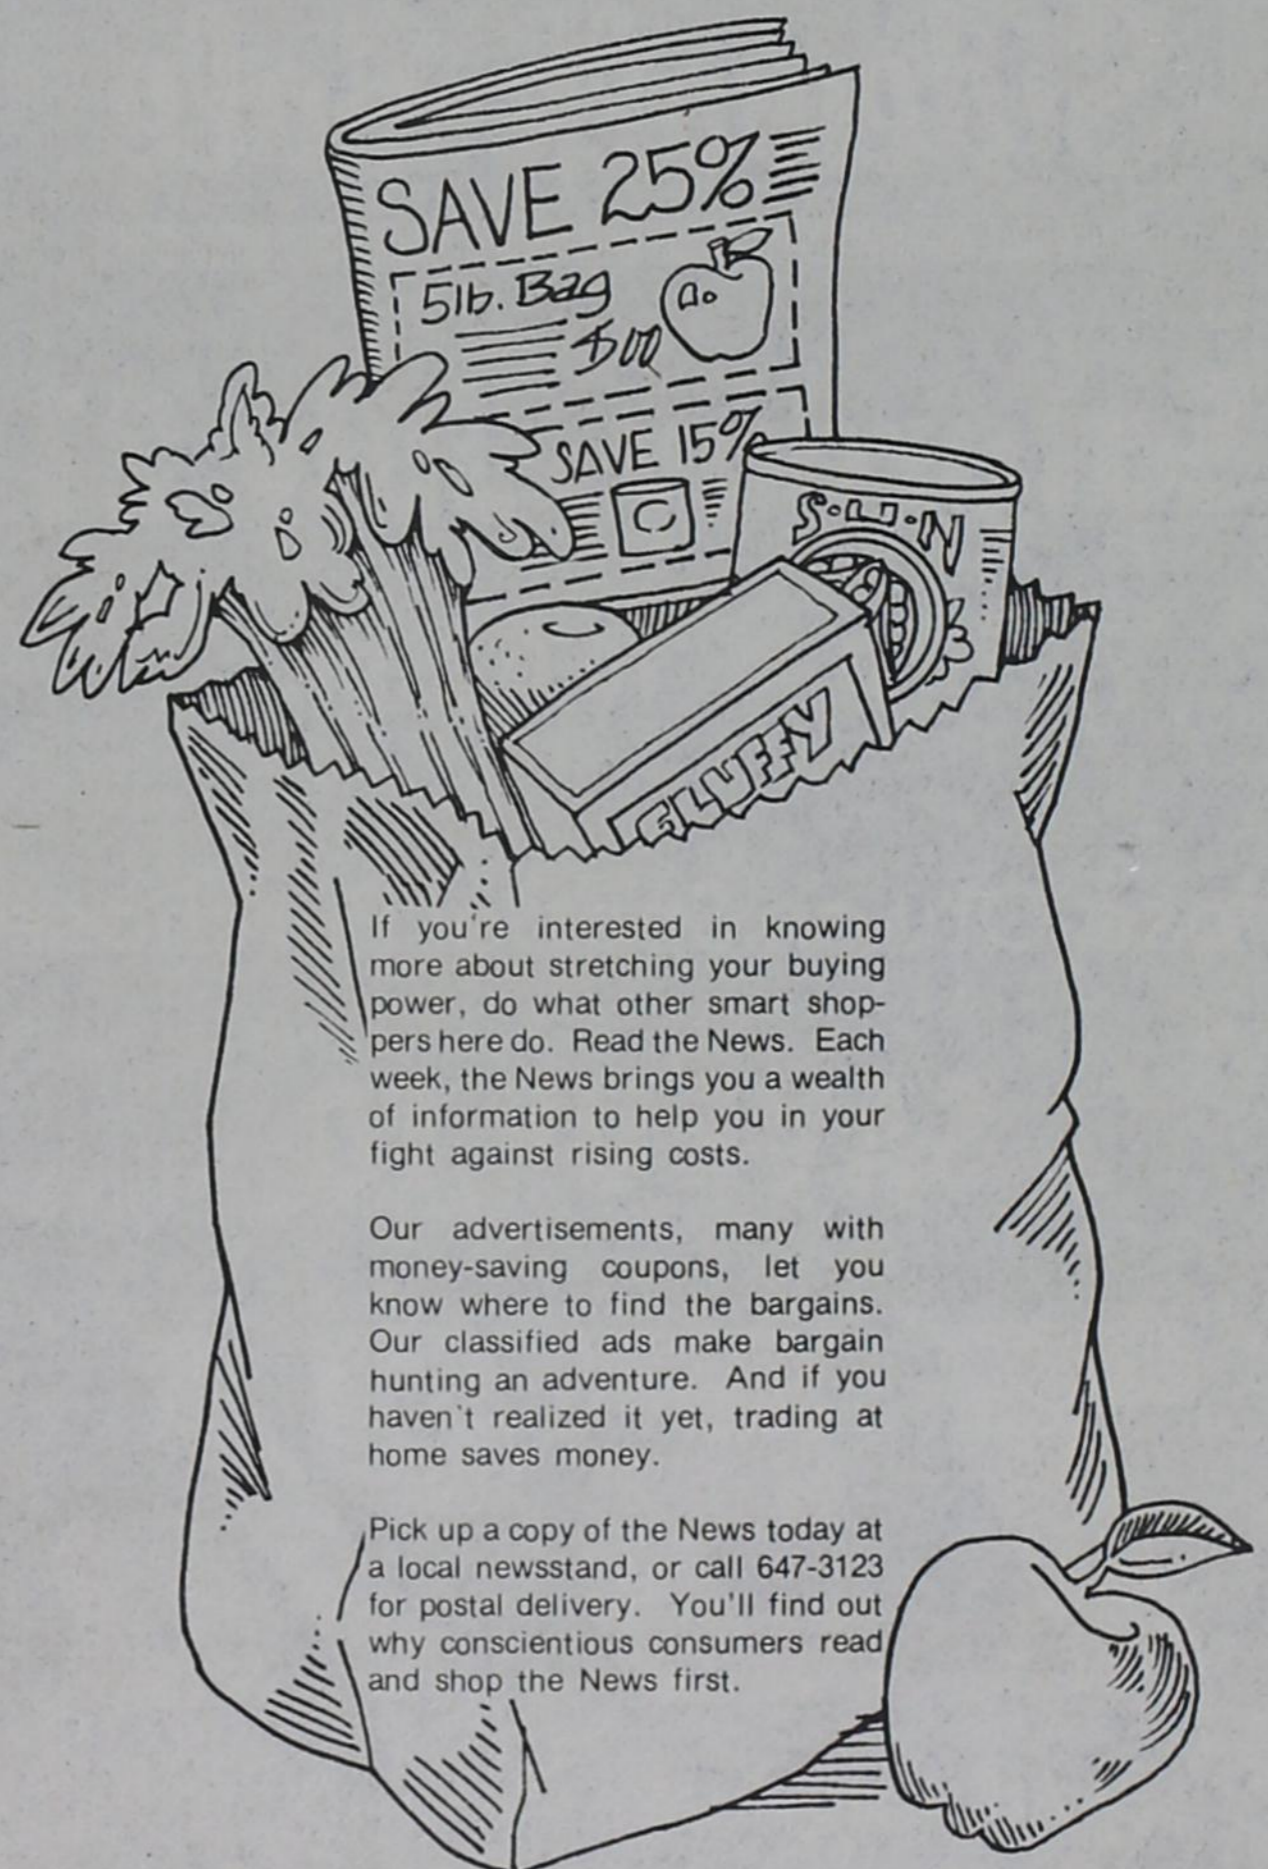 SAVE 25%
5lb. Bag
$00
SAVE 15%
S·U·N
FLUFFY
If you're interested in knowing
more about stretching your buying
power, do what other smart shop-
pers here do. Read the News. Each
week, the News brings you a wealth
of information to help you in your
fight against rising costs.
Our advertisements, many with
money-saving coupons, let you
know where to find the bargains.
Our classified ads make bargain
hunting an adventure. And if you
haven't realized it yet, trading at
home saves money.
Pick up a copy of the News today at
a local newsstand, or call 647-3123
for postal delivery. You'll find out
why conscientious consumers read
and shop the News first.